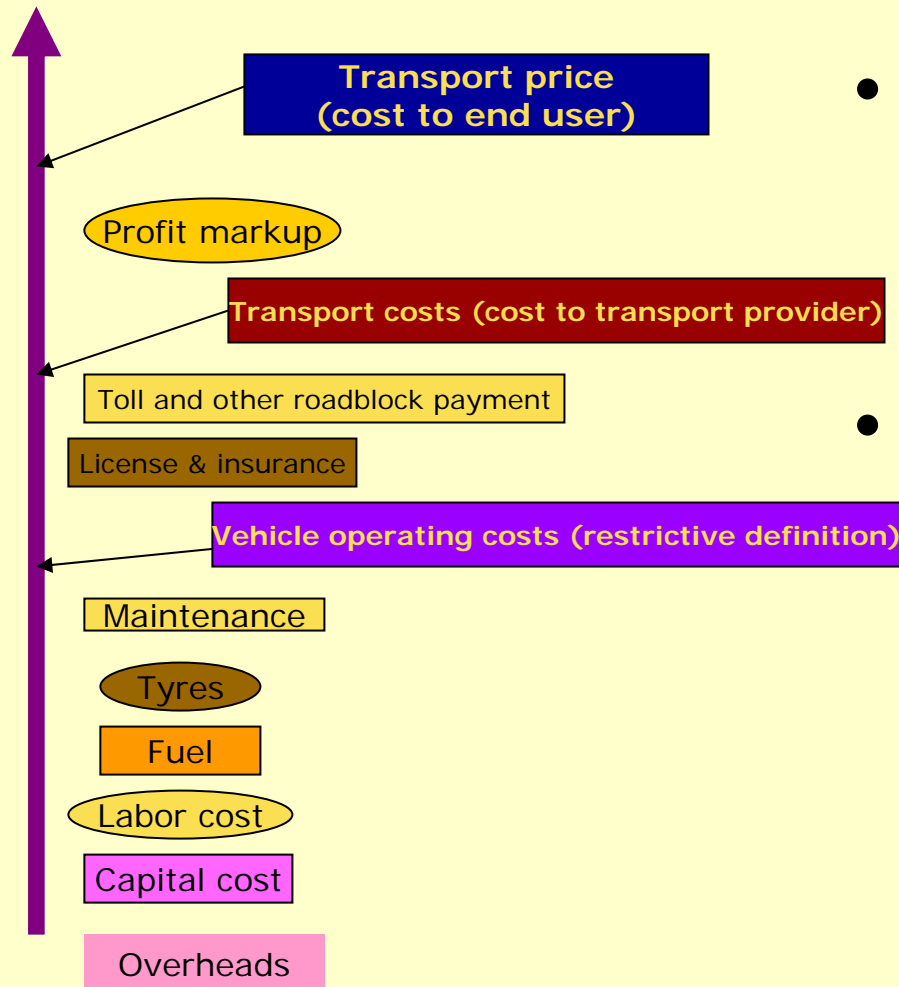 Transport price
(cost to end user)
Profit markup
Transport costs (cost to transport provider)
Toll and other roadblock payment
License & insurance
Vehicle operating costs (restrictive definition)
Maintenance
Tyres
Fuel
Labor cost
Capital cost
Overheads